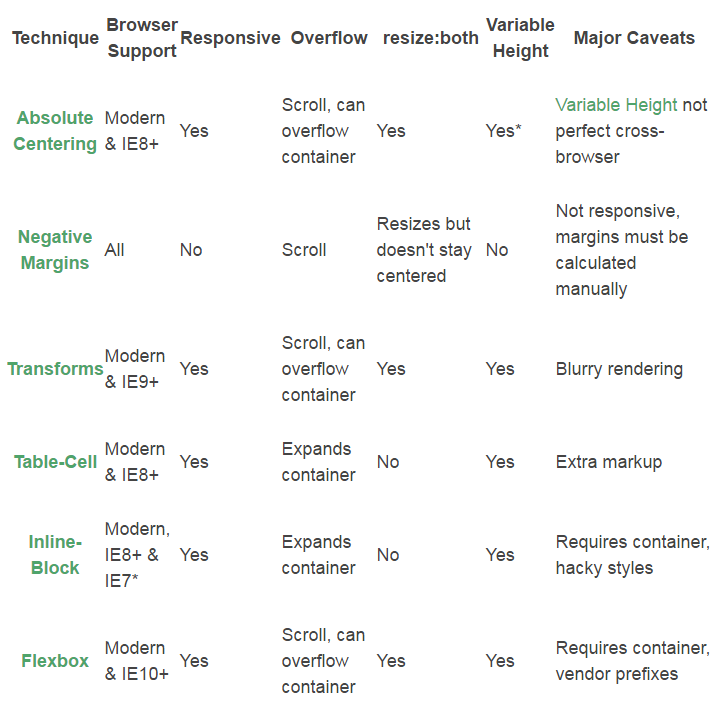 Technique Browser Support Responsive Overflow resize:both Variable Height Major Caveats
Absolute Centering Modern & IE8+ Yes Scroll, can overflow container Yes Yes* Variable Height not perfect cross-browser
Negative Margins All No Scroll Resizes but doesn't stay centered No Not responsive, margins must be calculated manually
Transforms Modern & IE9+ Yes Scroll, can overflow container Yes Yes Blurry rendering
Table-Cell Modern & IE8+ Yes Expands container No Yes Extra markup
Inline-Block Modern, IE8+ & IE7* Yes Expands container No Yes Requires container, hacky styles
Flexbox Modern & IE10+ Yes Scroll, can overflow container Yes Yes Requires container, vendor prefixes